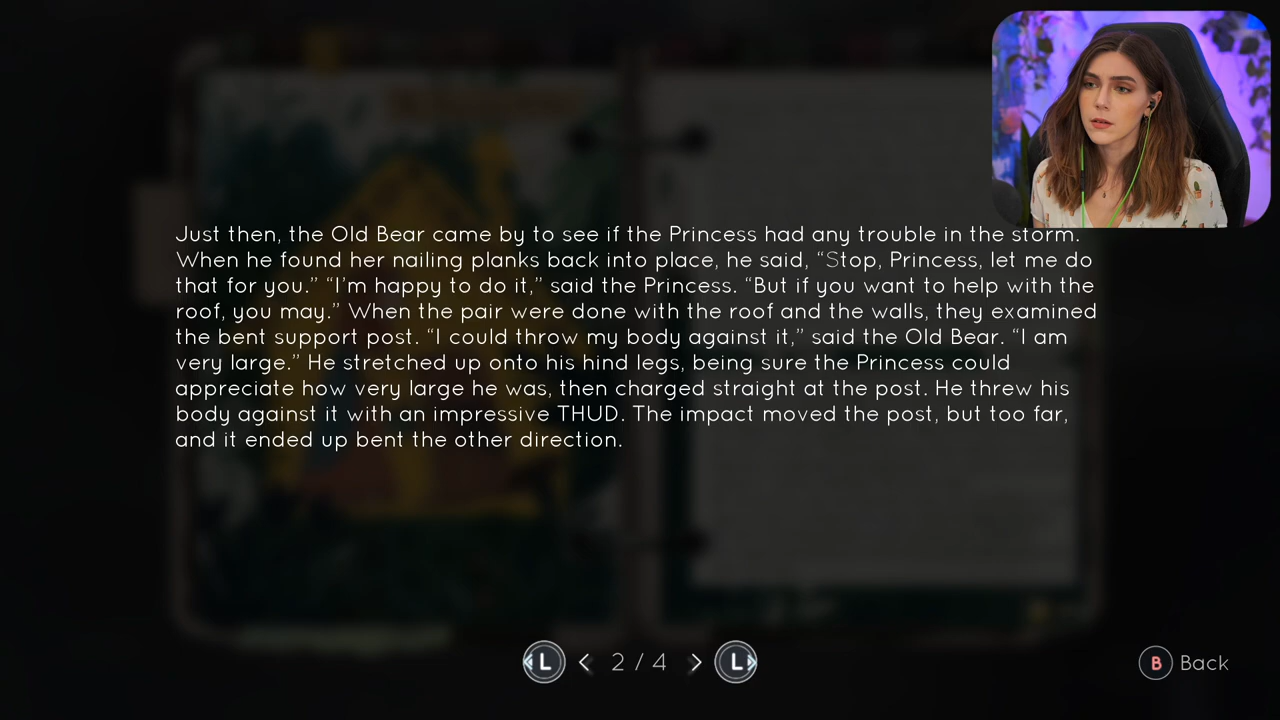 Just then, the Old Bear came by to see if the Princess had any trouble in the storm.
When he found her nailing planks back into place, he said, “Stop, Princess, let me do
that for you.” “I’m happy to do it,” said the Princess. “But if you want to help with the
roof, you may.” When the pair were done with the roof and the walls, they examined
the bent support post. “I could throw my body against it,” said the Old Bear. “I am
very large.” He stretched up onto his hind legs, being sure the Princess could
appreciate how very large he was, then charged straight at the post. He threw his
body against it with an impressive THUD. The impact moved the post, but too far,
and it ended up bent the other direction.
L < 2 / 4 > L
B Back